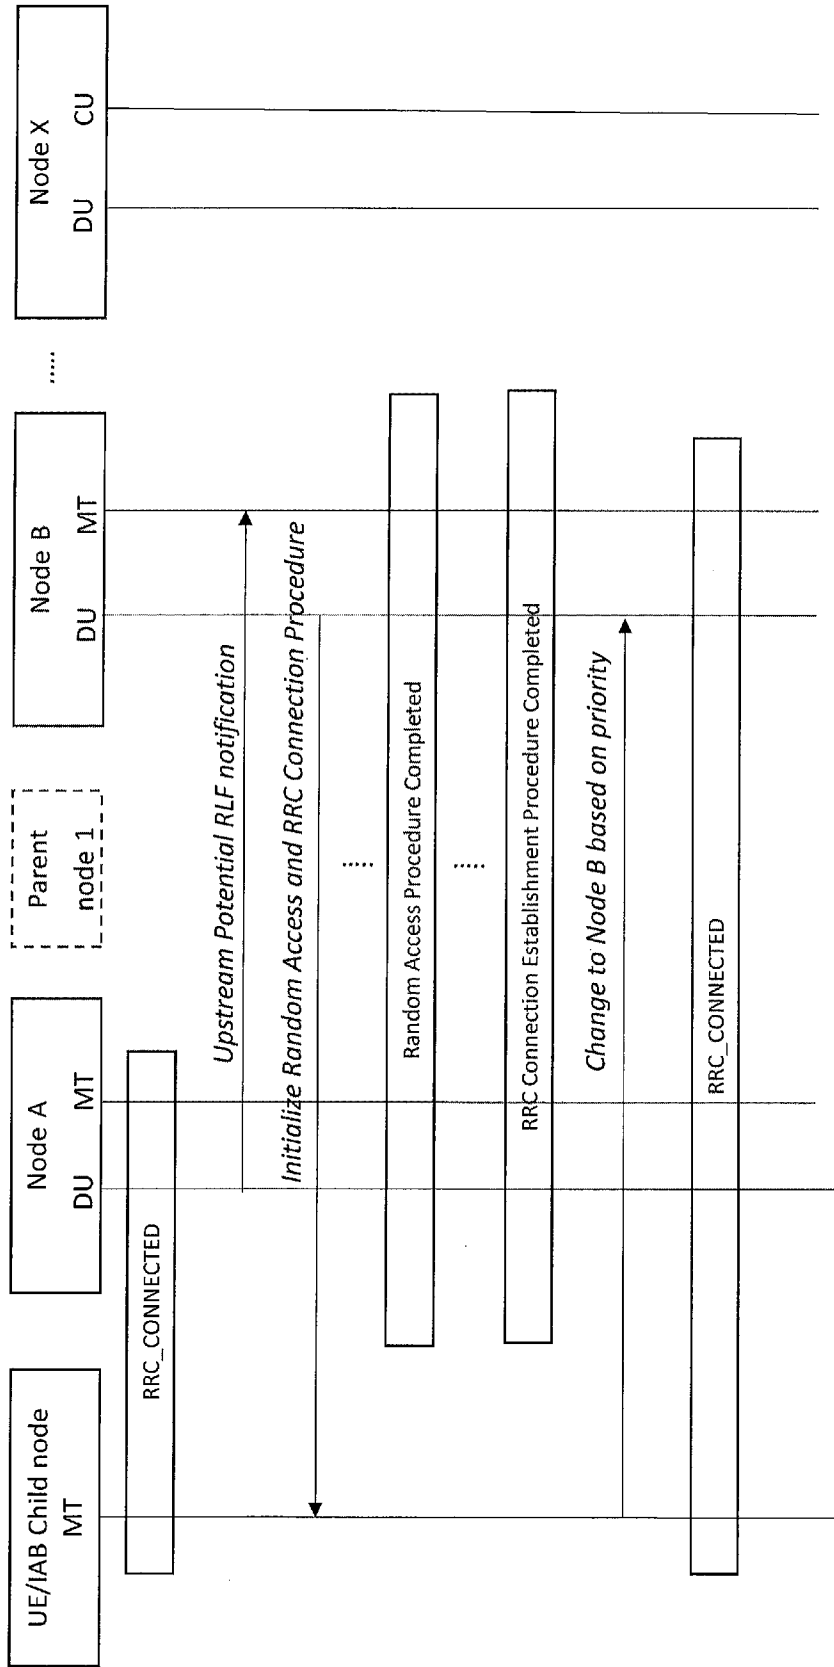 UE/IAB Child node
MT
Node A
DU MT
Parent
node 1
Node B
DU MT
.....
Node X
DU CU
RRC_CONNECTED
Upstream Potential RLF notification
Initialize Random Access and RRC Connection Procedure
.....
Random Access Procedure Completed
.....
RRC Connection Establishment Procedure Completed
Change to Node B based on priority
RRC_CONNECTED